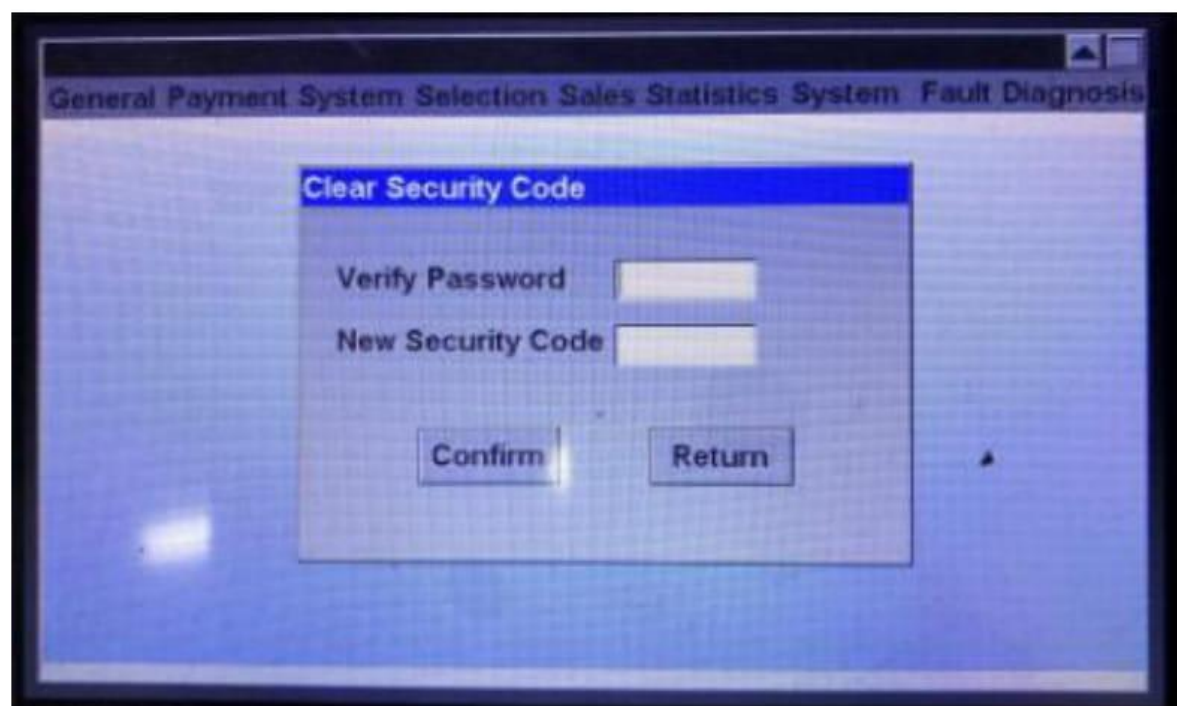 General Payment System Selection Sales Statistics System Fault Diagnosis
Clear Security Code
Verify Password
New Security Code
Confirm Return